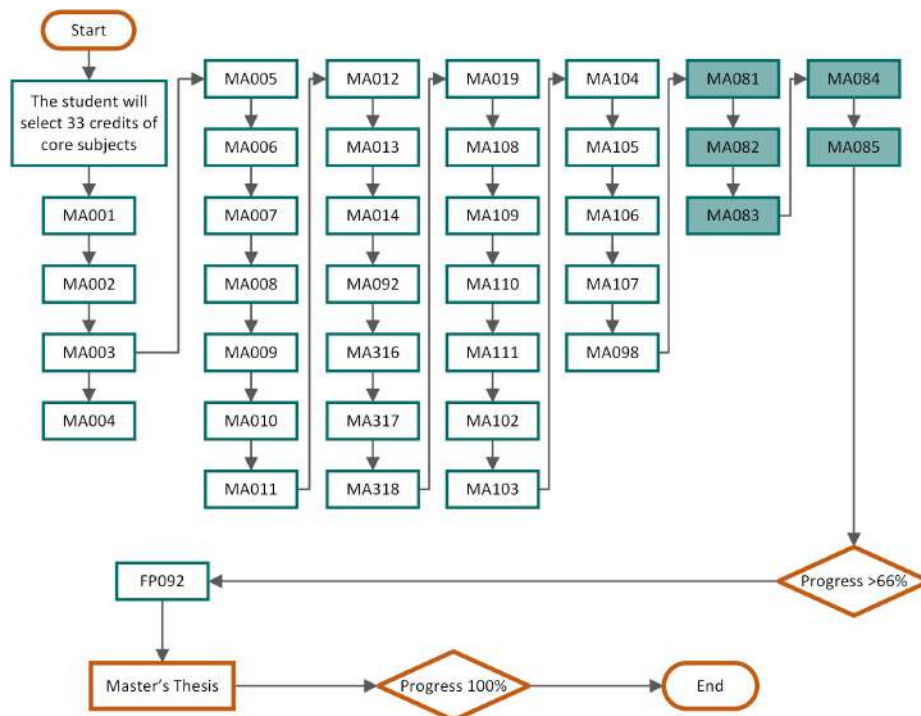 Start
The student will
select 33 credits of
core subjects
MA001
MA002
MA003
MA004
MA005
MA006
MA007
MA008
MA009
MA010
MA011
MA012
MA013
MA014
MA092
MA316
MA317
MA318
MA019
MA108
MA109
MA110
MA111
MA102
MA103
MA104
MA105
MA106
MA107
MA098
MA081
MA082
MA083
MA084
MA085
Progress >66%
FP092
Master's Thesis
Progress 100%
End